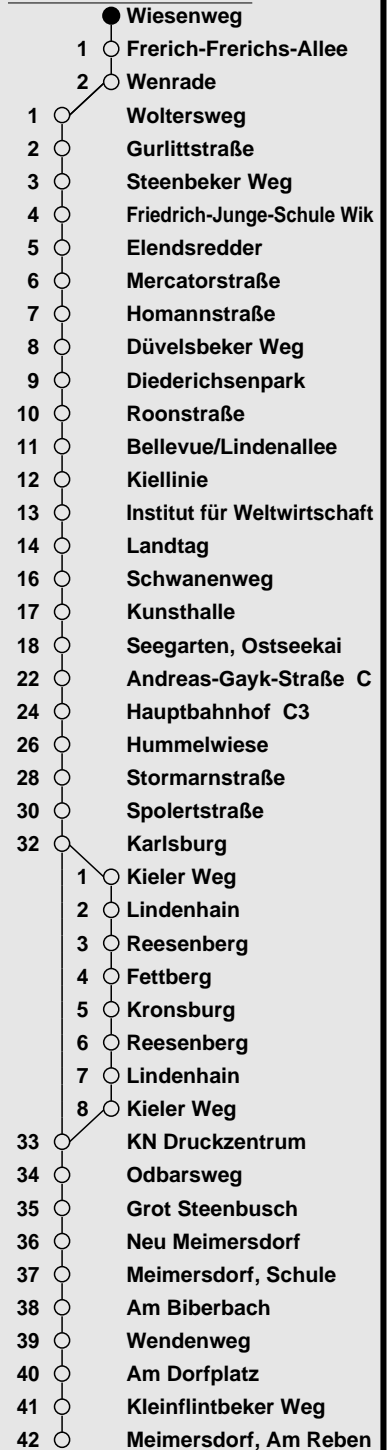 Wiesenweg
1 Frerich-Frerichs-Allee
2 Wenrade
1 Woltersweg
2 Gurlittstraße
3 Steenbeker Weg
4 Friedrich-Junge-Schule Wik
5 Elendsredder
6 Mercatorstraße
7 Homannstraße
8 Düvelsbeker Weg
9 Diederichsenpark
10 Roonstraße
11 Bellevue/Lindenallee
12 Kiellinie
13 Institut für Weltwirtschaft
14 Landtag
16 Schwanenweg
17 Kunsthalle
18 Seegarten, Ostseekai
22 Andreas-Gayk-Straße C
24 Hauptbahnhof C3
26 Hummelwiese
28 Stormarnstraße
30 Spolertstraße
32 Karlsburg
1 Kieler Weg
2 Lindenhain
3 Reesenberg
4 Fettberg
5 Kronsburg
6 Reesenberg
7 Lindenhain
8 Kieler Weg
33 KN Druckzentrum
34 Odbarsweg
35 Grot Steenbusch
36 Neu Meimersdorf
37 Meimersdorf, Schule
38 Am Biberbach
39 Wendenweg
40 Am Dorfplatz
41 Kleinflintbeker Weg
42 Meimersdorf, Am Reben